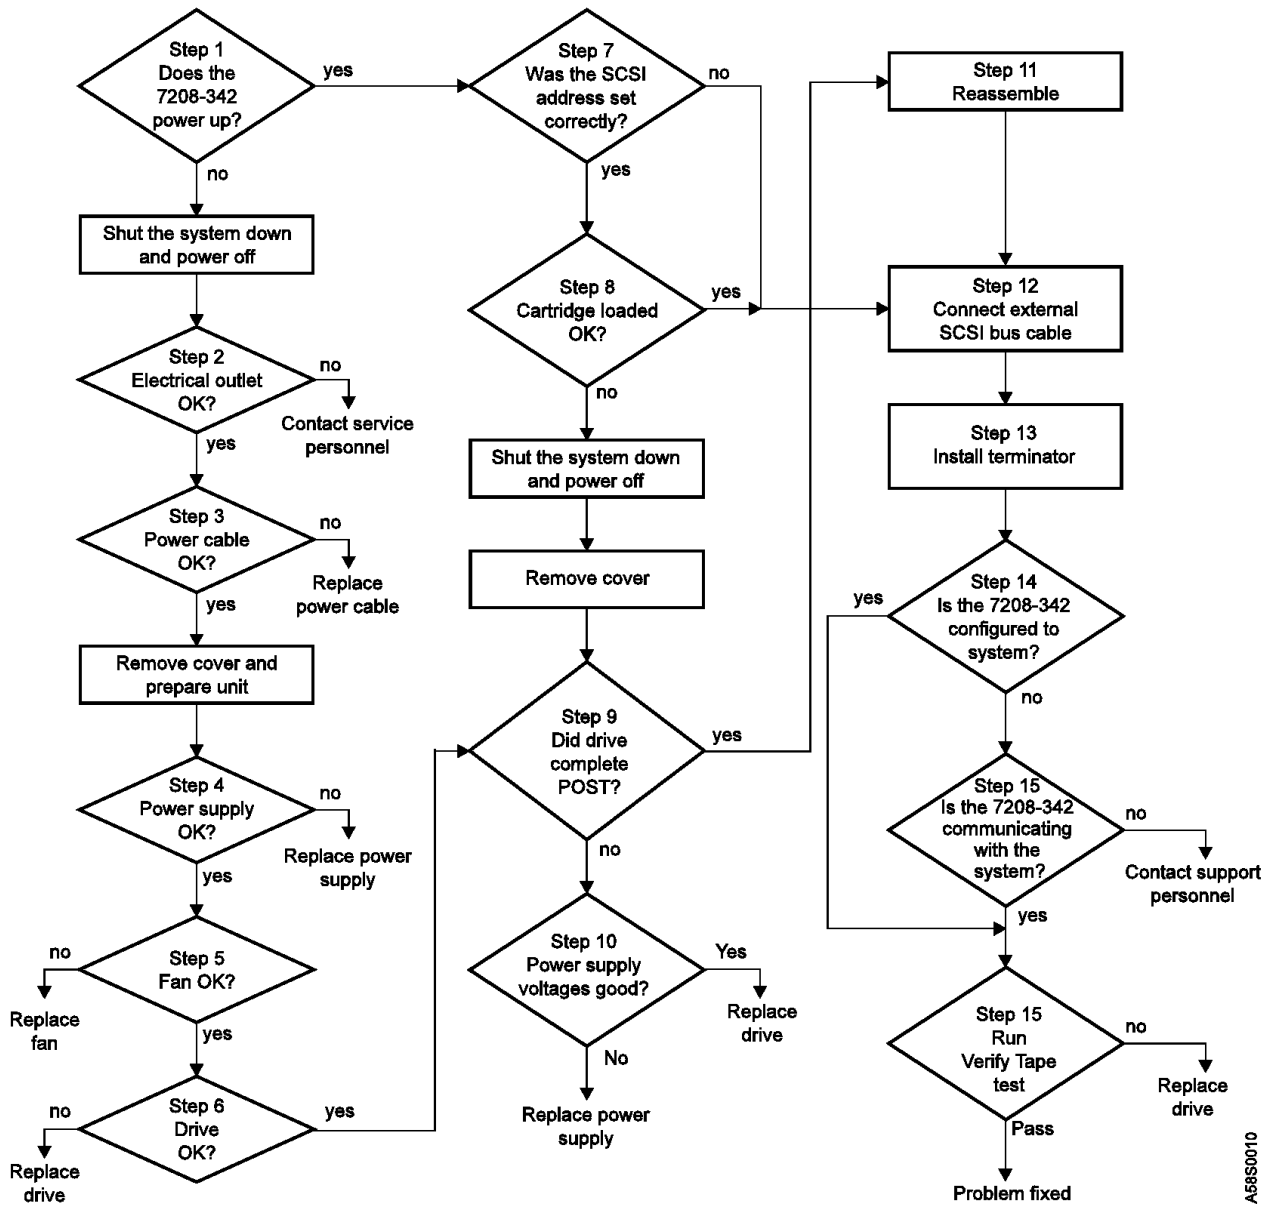 Step 1
Does the
7208-342
power up?
yes
no
Shut the system down
and power off
Step 2
Electrical outlet
OK?
no
Contact service
personnel
yes
Step 3
Power cable
OK?
no
Replace
power cable
yes
Remove cover and
prepare unit
Step 4
Power supply
OK?
no
Replace power
supply
yes
Step 5
Fan OK?
no
Replace
fan
yes
Step 6
Drive
OK?
no
Replace
drive
yes
Step 7
Was the SCSI
address set
correctly?
no
yes
Step 8
Cartridge loaded
OK?
yes
no
Shut the system down
and power off
Remove cover
Step 9
Did drive
complete
POST?
yes
no
Step 10
Power supply
voltages good?
Yes
Replace
drive
No
Replace power
supply
Step 11
Reassemble
Step 12
Connect external
SCSI bus cable
Step 13
Install terminator
Step 14
Is the 7208-342
configured to
system?
yes
no
Step 15
Is the 7208-342
communicating
with the
system?
no
Contact support
personnel
yes
Step 15
Run
Verify Tape
test
no
Replace
drive
Pass
Problem fixed
A58S0010